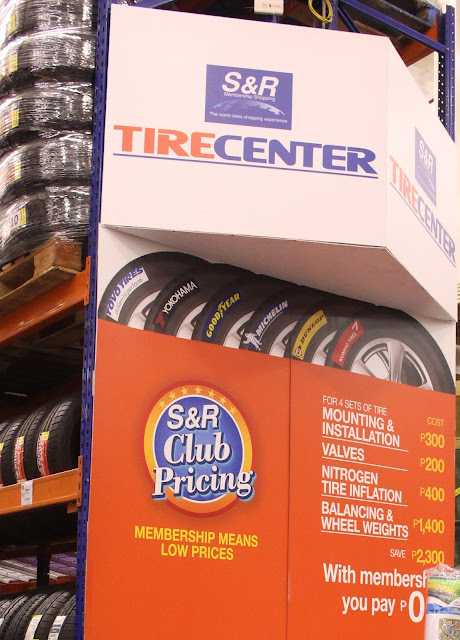 S&R
Membership Shopping
The world class shopping experience
TIRECENTER
S&R
TIRECENTER
TOYO TIRES
YOKOHAMA
GOODYEAR
MICHELIN
DUNLOP
S&R
Club
Pricing
MEMBERSHIP MEANS
LOW PRICES
FOR 4 SETS OF TIRE
COST
MOUNTING &
INSTALLATION ₱300
VALVES ₱200
NITROGEN
TIRE INFLATION ₱400
BALANCING &
WHEEL WEIGHTS ₱1,400
SAVE ₱2,300
With membersh
you pay ₱0